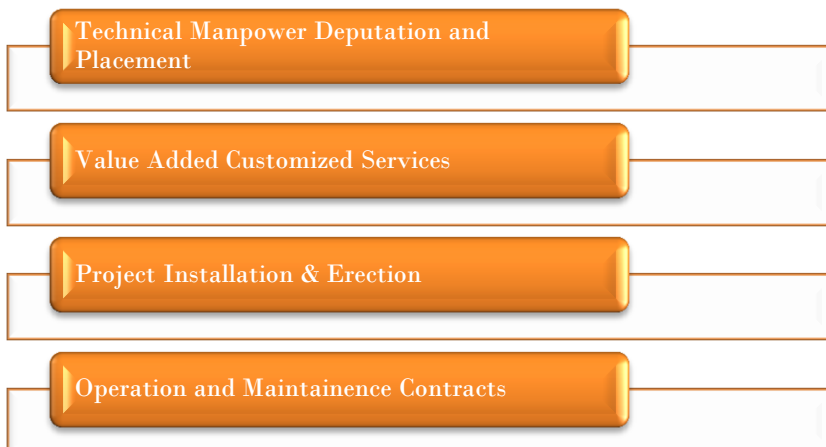 Technical Manpower Deputation and
Placement
Value Added Customized Services
Project Installation & Erection
Operation and Maintainence Contracts